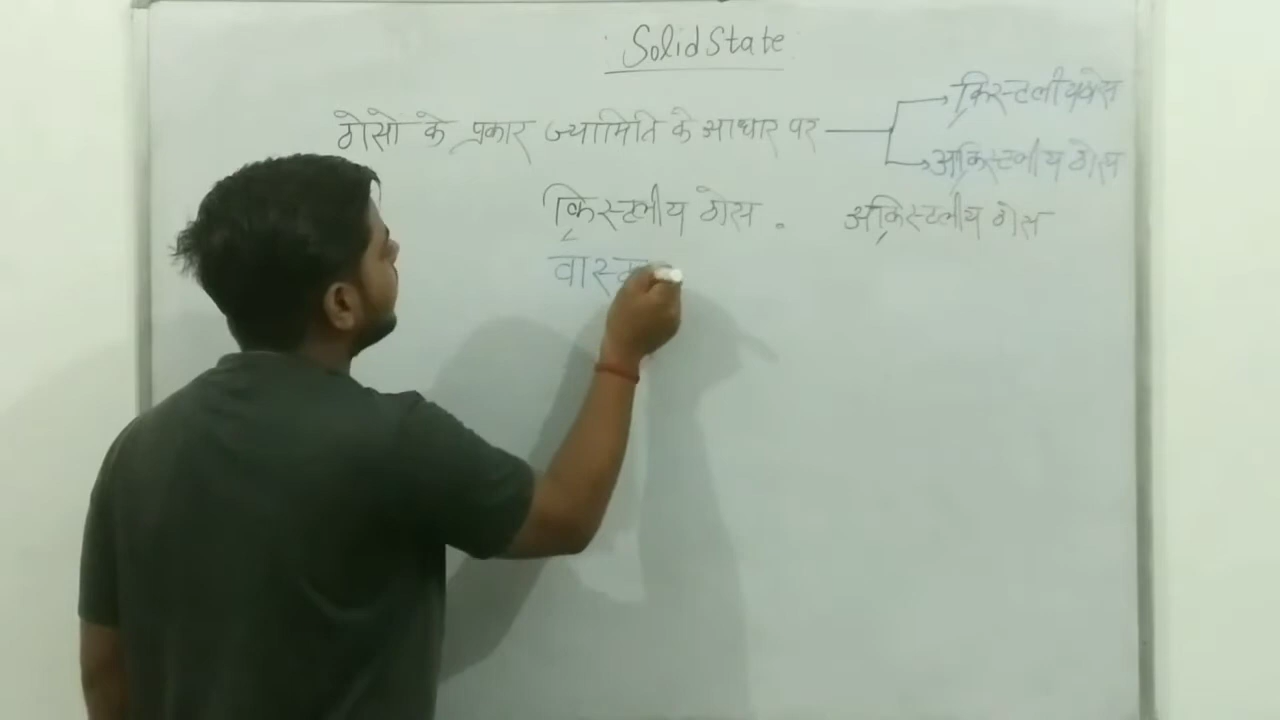 Solid State
ठोसो के प्रकार ज्यामिति के आधार पर
क्रिस्टलीय ठोस
अक्रिस्टलीय ठोस
क्रिस्टलीय ठोस . अक्रिस्टलीय ठोस